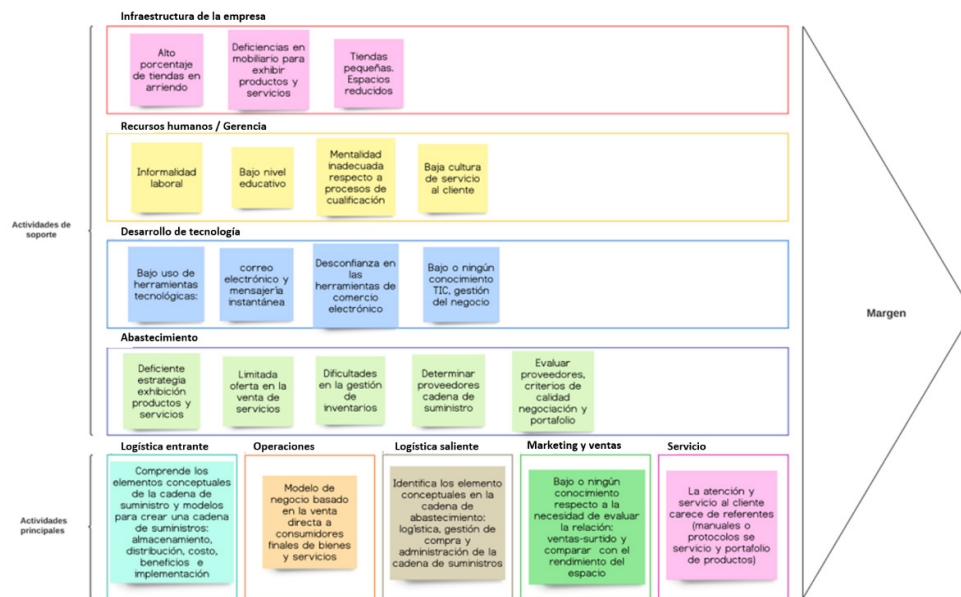 Infraestructura de la empresa
Alto
porcentaje
de tiendas en
arriendo
Deficiencias en
mobiliario para
exhibir
productos y
servicios
Tiendas
pequeñas.
Espacios
reducidos
Recursos humanos / Gerencia
Informalidad
laboral
Bajo nivel
educativo
Mentalidad
inadecuada
respecto a
procesos de
cualificación
Baja cultura
de servicio
al cliente
Actividades de
soporte
Desarrollo de tecnología
Bajo uso de
herramientas
tecnológicas:
correo
electrónico y
mensajería
instantánea
Desconfianza en
las
herramientas de
comercio
electrónico
Bajo o ningún
conocimiento
TIC, gestión
del negocio
Margen
Abastecimiento
Deficiente
estrategia
exhibición
productos y
servicios
Limitada
oferta en la
venta de
servicios
Dificultades
en la gestión
de
inventarios
Determinar
proveedores
cadena de
suministro
Evaluar
proveedores,
criterios de
calidad
negociación y
portafolio
Actividades
principales
Logística entrante
Comprende los
elementos conceptuales
de la cadena de
suministro y modelos
para crear una cadena
de suministros:
almacenamiento,
distribución, costo,
beneficios e
implementación
Operaciones
Modelo de
negocio basado
en la venta
directa a
consumidores
finales de bienes
y servicios
Logística saliente
Identifica los elemento
conceptuales en la
cadena de
abastecimiento:
logística, gestión de
compra y
administración de la
cadena de suministros
Marketing y ventas
Bajo o ningún
conocimiento
respecto a la
necesidad de evaluar
la relación:
ventas-surtido y
comparar con el
rendimiento del
espacio
Servicio
La atención y
servicio al cliente
carece de referentes
(manuales o
protocolos se
servicio y portafolio
de productos)